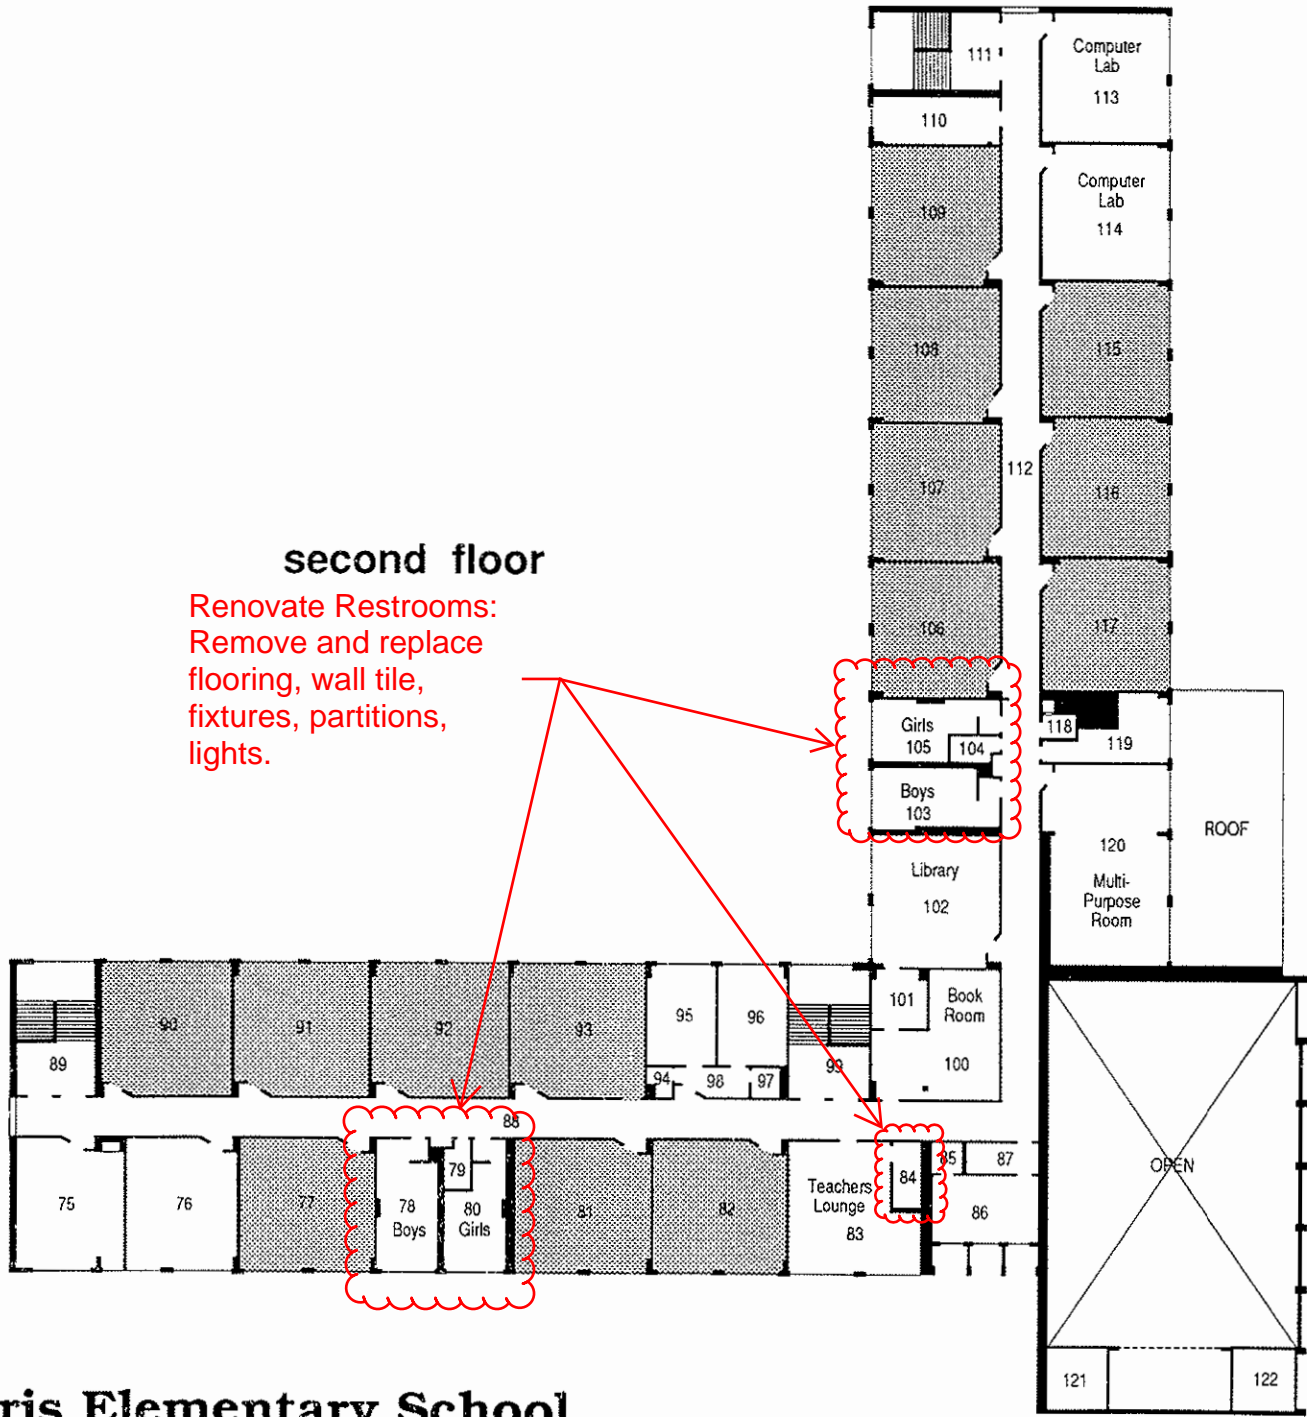 111
Computer
Lab
113
110
Computer
Lab
114
109
108
115
107
112
116
second floor
Renovate Restrooms:
Remove and replace
flooring, wall tile,
fixtures, partitions,
lights.
106
117
Girls
105
104
118
119
Boys
103
120
Multi-
Purpose
Room
ROOF
Library
102
101
Book
Room
100
90
91
92
93
95
96
89
94
98
97
99
88
75
76
77
78
Boys
79
80
Girls
81
82
Teachers
Lounge
83
84
85
87
86
OPEN
121
122
ris Elementary School